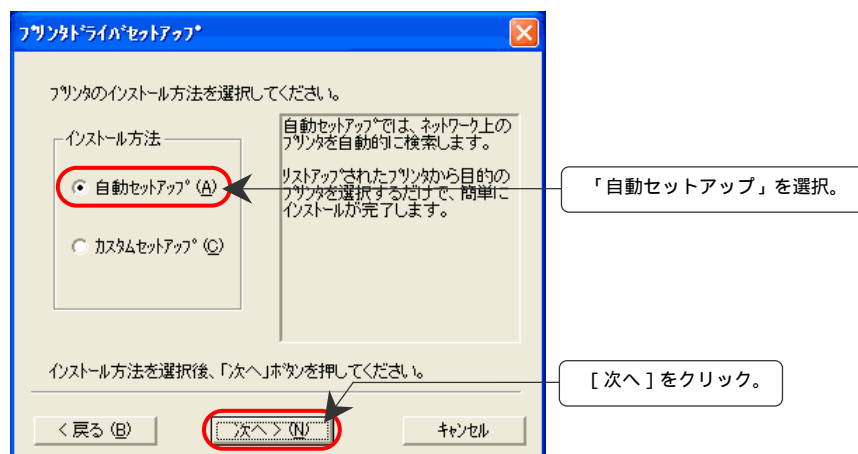 プリンタドライバセットアップ
プリンタのインストール方法を選択してください。
インストール方法
自動セットアップ (A)
カスタムセットアップ (C)
自動セットアップでは、ネットワーク上の
プリンタを自動的に検索します。
リストアップされたプリンタから目的の
プリンタを選択するだけで、簡単に
インストールが完了します。
「自動セットアップ」を選択。
インストール方法を選択後、「次へ」ボタンを押してください。
[ 次へ ] をクリック。
< 戻る (B)
次へ > (N)
キャンセル